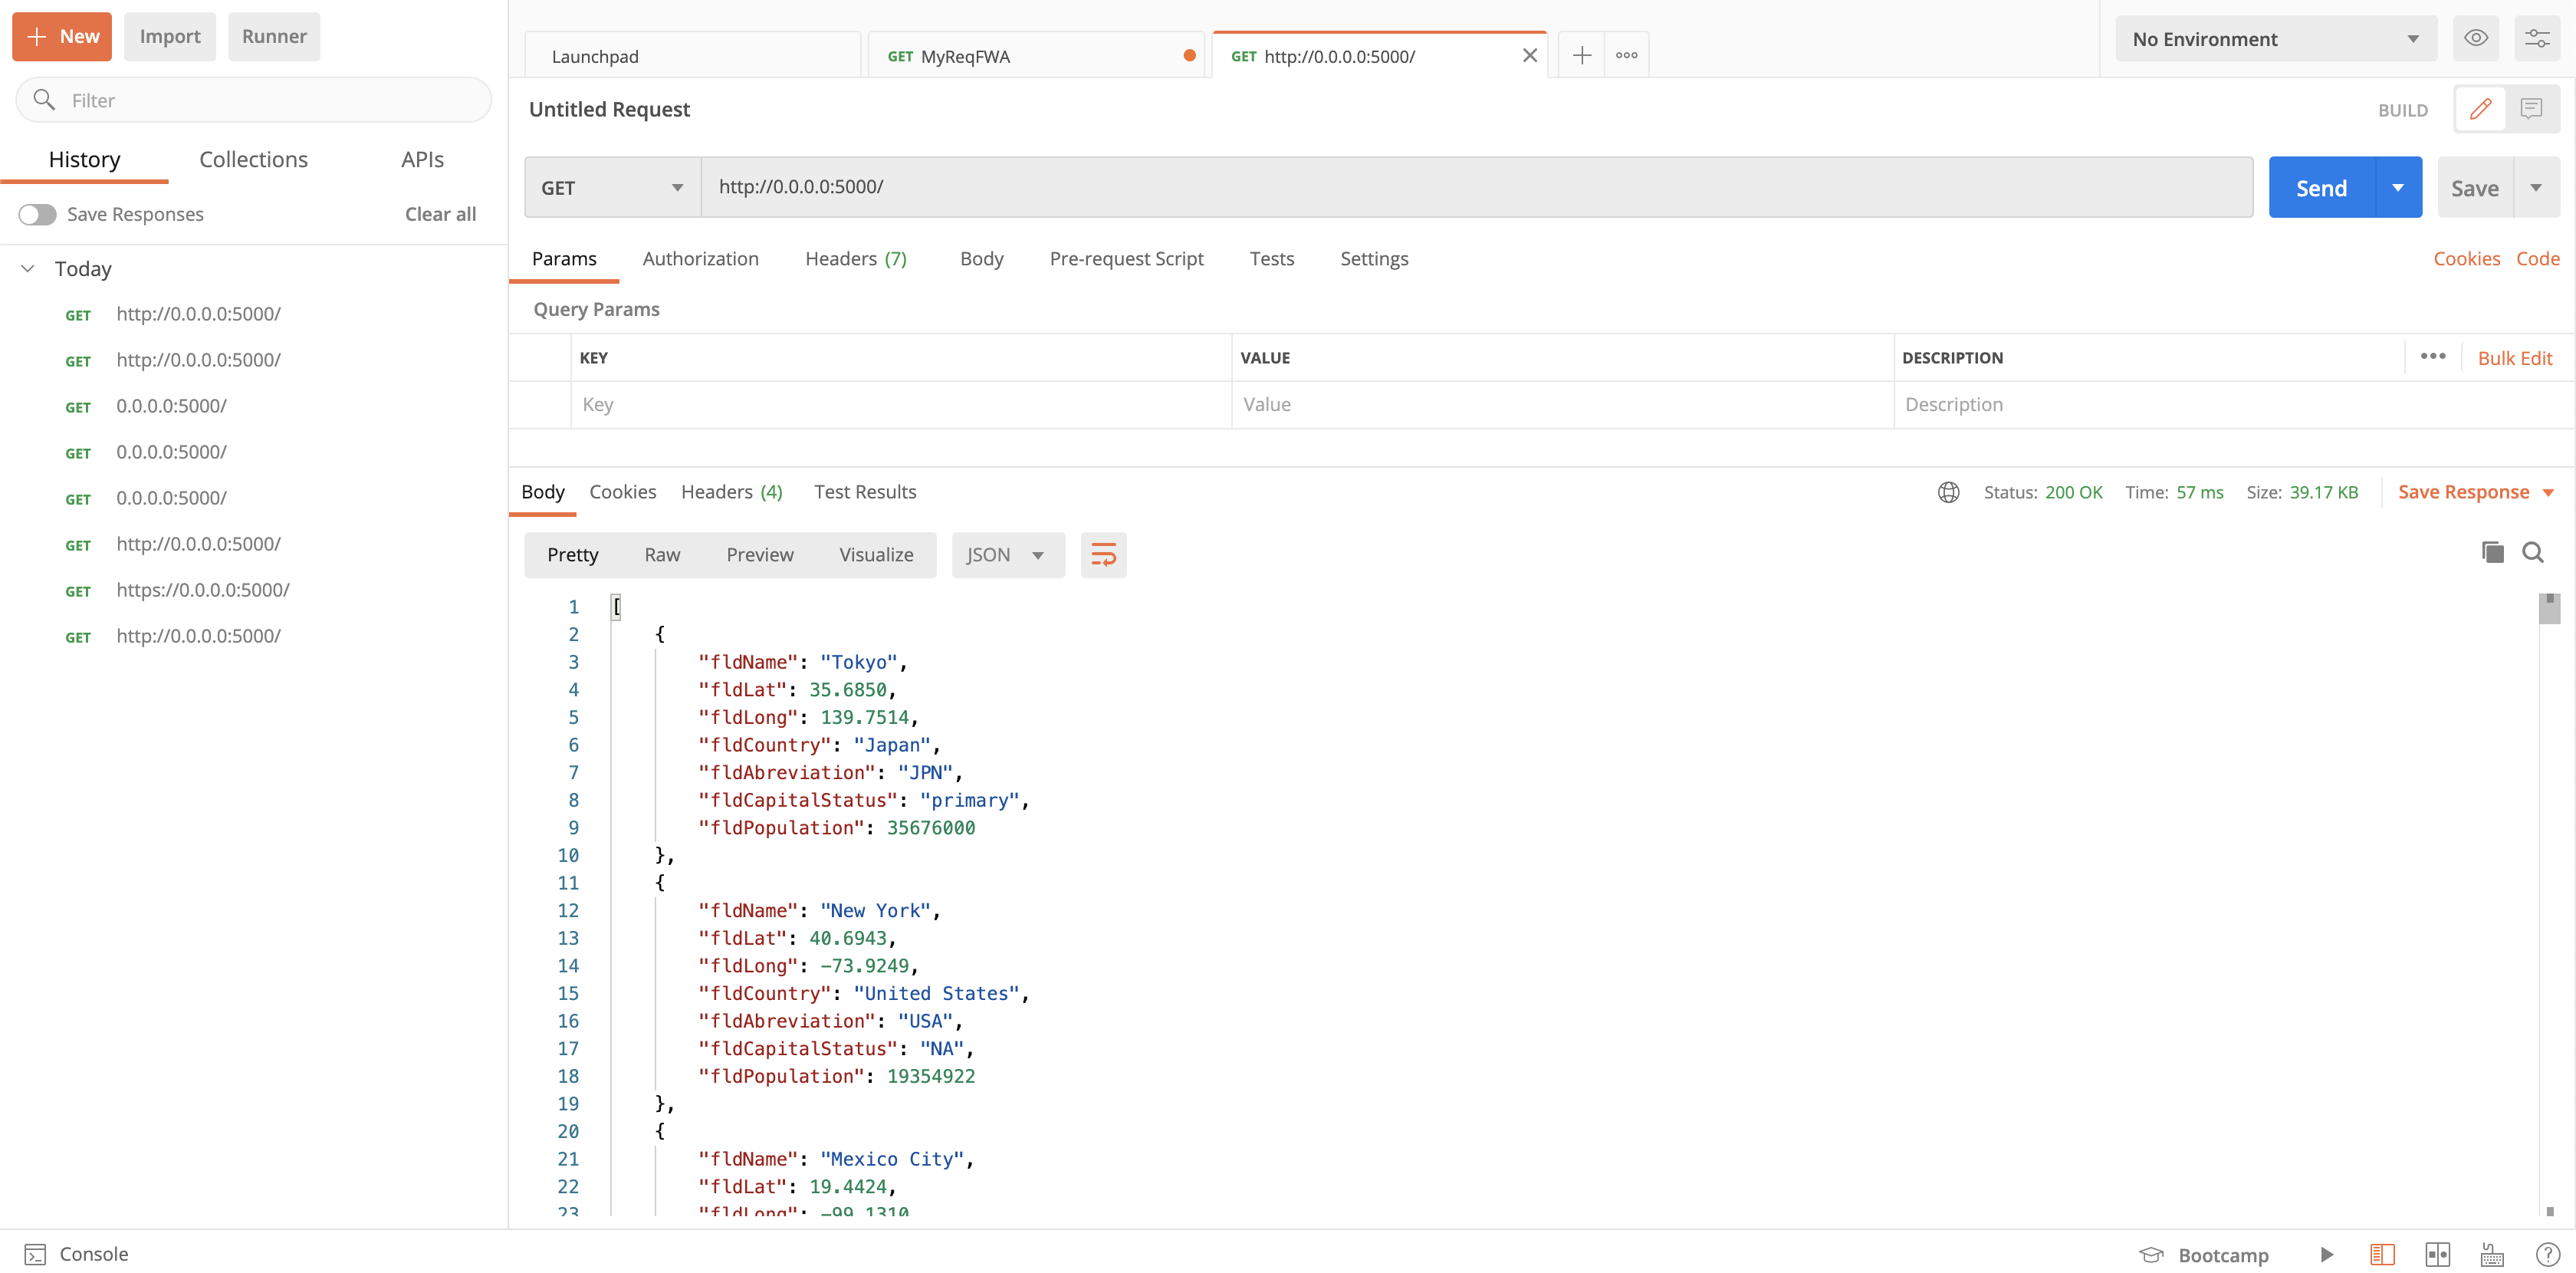 New Import Runner
Filter
History Collections APIs
Save Responses Clear all
Today
GET http://0.0.0.0:5000/
GET http://0.0.0.0:5000/
GET 0.0.0.0:5000/
GET 0.0.0.0:5000/
GET 0.0.0.0:5000/
GET http://0.0.0.0:5000/
GET https://0.0.0.0:5000/
GET http://0.0.0.0:5000/
Launchpad GET MyReqFWA GET http://0.0.0.0:5000/ No Environment
Untitled Request BUILD
GET http://0.0.0.0:5000/ Send Save
Params Authorization Headers (7) Body Pre-request Script Tests Settings Cookies Code
Query Params
KEY VALUE DESCRIPTION Bulk Edit
Key Value Description
Body Cookies Headers (4) Test Results Status: 200 OK Time: 57 ms Size: 39.17 KB Save Response
Pretty Raw Preview Visualize JSON
1 [
2 {
3 "fldName": "Tokyo",
4 "fldLat": 35.6850,
5 "fldLong": 139.7514,
6 "fldCountry": "Japan",
7 "fldAbreviation": "JPN",
8 "fldCapitalStatus": "primary",
9 "fldPopulation": 35676000
10 },
11 {
12 "fldName": "New York",
13 "fldLat": 40.6943,
14 "fldLong": -73.9249,
15 "fldCountry": "United States",
16 "fldAbreviation": "USA",
17 "fldCapitalStatus": "NA",
18 "fldPopulation": 19354922
19 },
20 {
21 "fldName": "Mexico City",
22 "fldLat": 19.4424,
23 "fldLong": -99.1310
Console Bootcamp